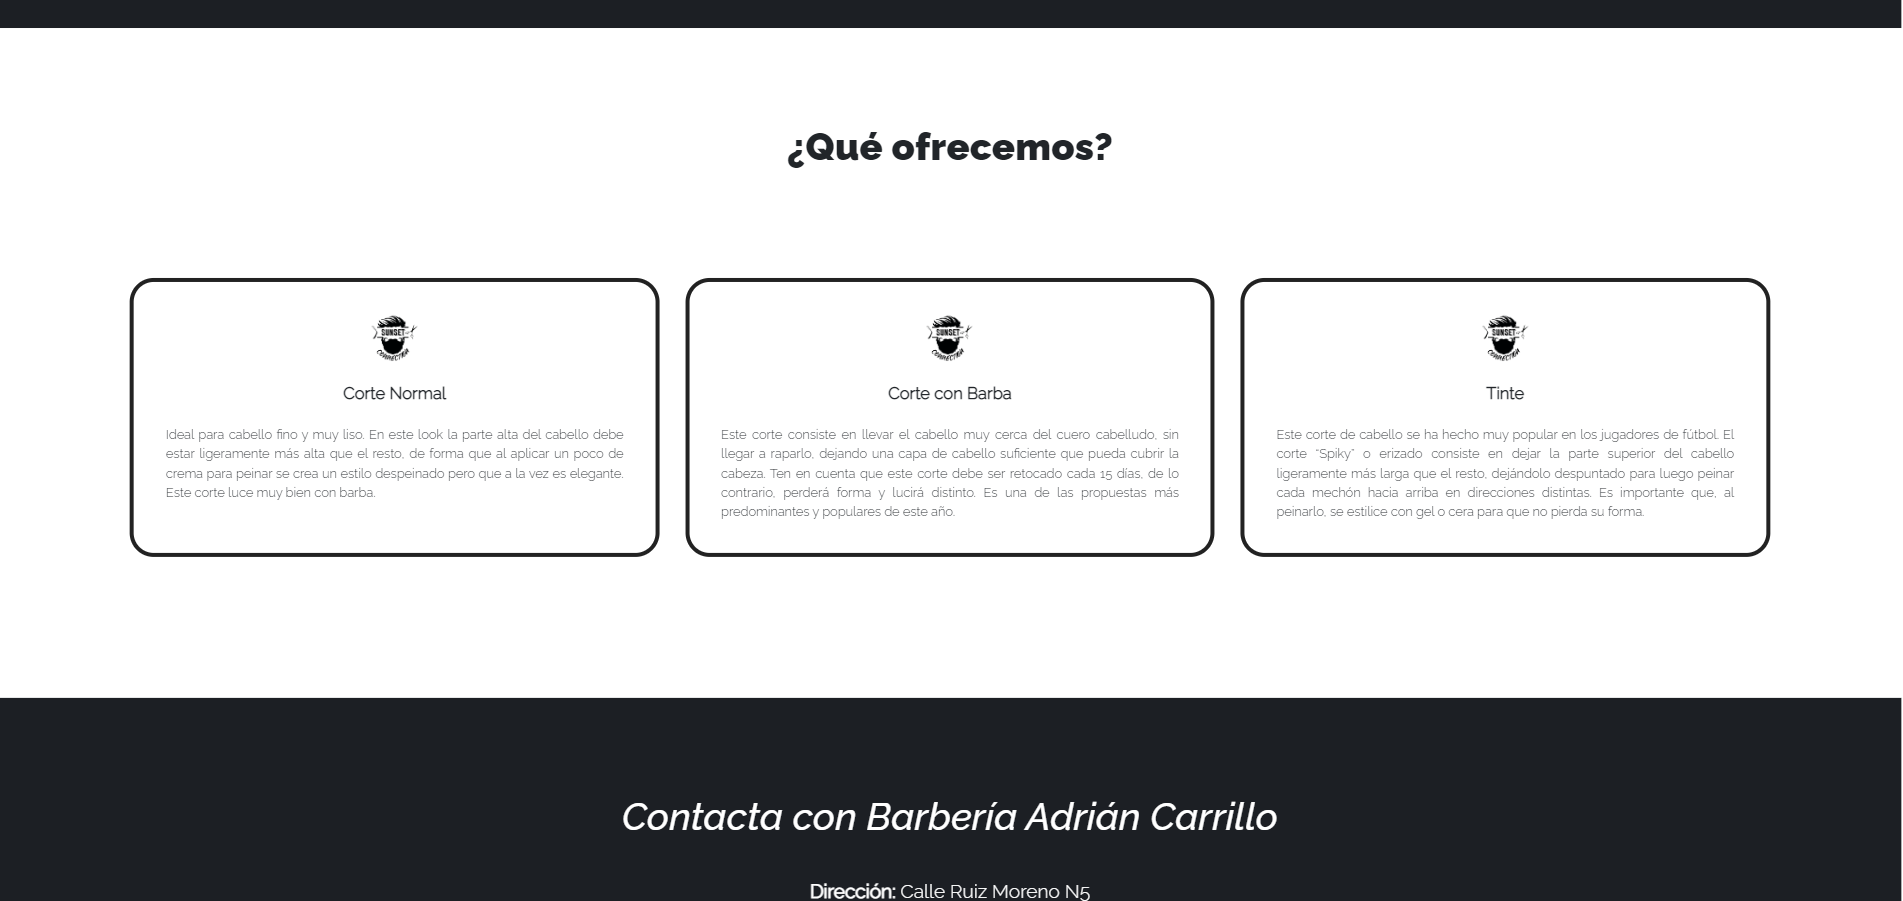 ¿Qué ofrecemos?
SUNSET
CONNECTION
Corte Normal
Ideal para cabello fino y muy liso. En este look la parte alta del cabello debe
estar ligeramente más alta que el resto, de forma que al aplicar un poco de
crema para peinar se crea un estilo despeinado pero que a la vez es elegante.
Este corte luce muy bien con barba.
SUNSET
CONNECTION
Corte con Barba
Este corte consiste en llevar el cabello muy cerca del cuero cabelludo, sin
llegar a raparlo, dejando una capa de cabello suficiente que pueda cubrir la
cabeza. Ten en cuenta que este corte debe ser retocado cada 15 días, de lo
contrario, perderá forma y lucirá distinto. Es una de las propuestas más
predominantes y populares de este año.
SUNSET
CONNECTION
Tinte
Este corte de cabello se ha hecho muy popular en los jugadores de fútbol. El
corte “Spiky” o erizado consiste en dejar la parte superior del cabello
ligeramente más larga que el resto, dejándolo despuntado para luego peinar
cada mechón hacia arriba en direcciones distintas. Es importante que, al
peinarlo, se estilice con gel o cera para que no pierda su forma.
Contacta con Barbería Adrián Carrillo
Dirección: Calle Ruiz Moreno N5